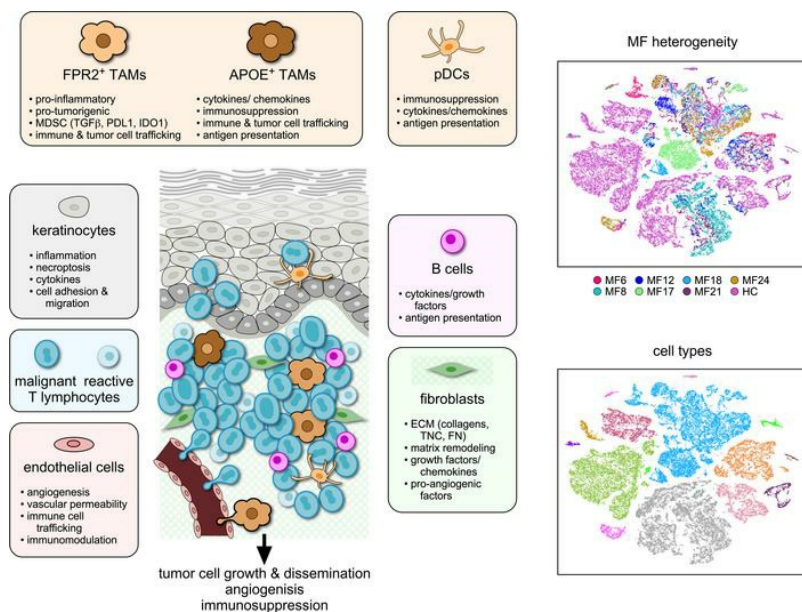 FPR2⁺ TAMs
• pro-inflammatory
• pro-tumorigenic
• MDSC (TGFβ, PDL1, IDO1)
• immune & tumor cell trafficking
APOE⁺ TAMs
• cytokines/ chemokines
• immunosuppression
• immune & tumor cell trafficking
• antigen presentation
pDCs
• immunosuppression
• cytokines/chemokines
• antigen presentation
keratinocytes
• inflammation
• necroptosis
• cytokines
• cell adhesion &
migration
malignant reactive
T lymphocytes
endothelial cells
• angiogenesis
• vascular permeability
• immune cell
trafficking
• immunomodulation
B cells
• cytokines/growth
factors
• antigen presentation
fibroblasts
• ECM (collagens,
TNC, FN)
• matrix remodeling
• growth factors/
chemokines
• pro-angiogenic
factors
tumor cell growth & dissemination
angiogenisis
immunosuppression
MF heterogeneity
MF6 MF12 MF18 MF24
MF8 MF17 MF21 HC
cell types